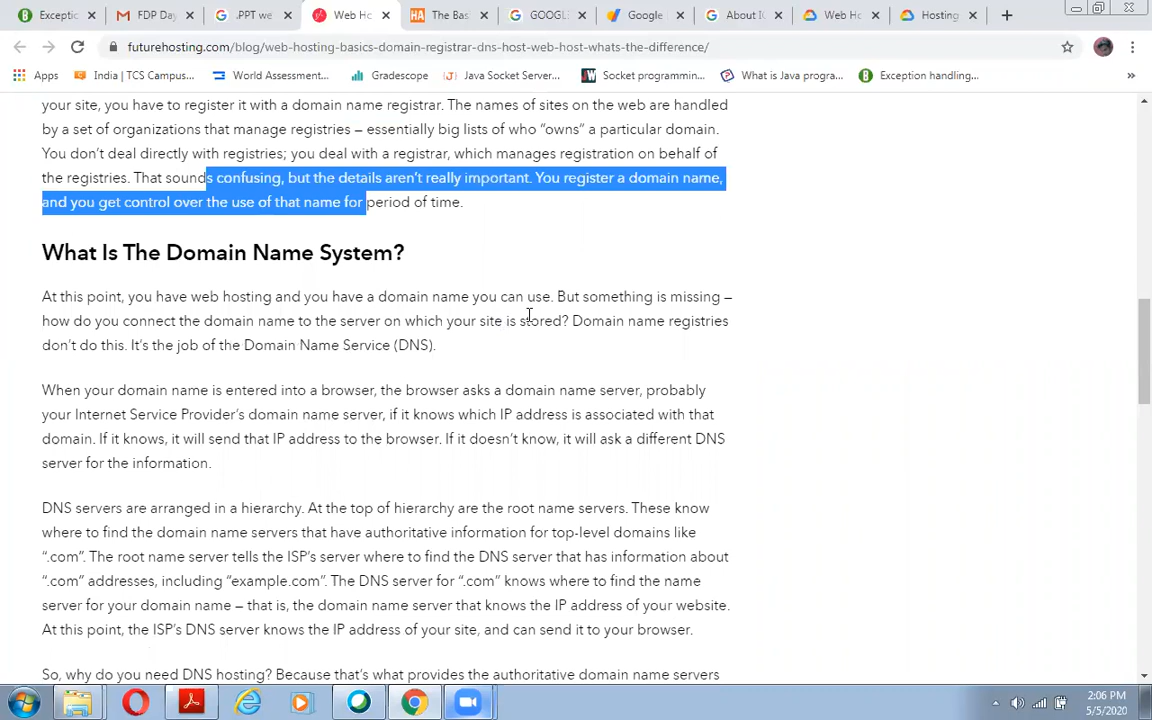 Excepti
FDP Day
.PPT we
Web Ho
The Bas
GOOGLE
Google
About IC
Web Ho
Hosting
futurehosting.com/blog/web-hosting-basics-domain-registrar-dns-host-web-host-whats-the-difference/
Apps
India | TCS Campus...
World Assessment...
Gradescope
Java Socket Server...
Socket programmin...
What is Java progra...
Exception handling...
»
your site, you have to register it with a domain name registrar. The names of sites on the web are handled
by a set of organizations that manage registries – essentially big lists of who “owns” a particular domain.
You don’t deal directly with registries; you deal with a registrar, which manages registration on behalf of
the registries. That sounds confusing, but the details aren’t really important. You register a domain name,
and you get control over the use of that name for period of time.
What Is The Domain Name System?
At this point, you have web hosting and you have a domain name you can use. But something is missing –
how do you connect the domain name to the server on which your site is stored? Domain name registries
don’t do this. It’s the job of the Domain Name Service (DNS).
When your domain name is entered into a browser, the browser asks a domain name server, probably
your Internet Service Provider’s domain name server, if it knows which IP address is associated with that
domain. If it knows, it will send that IP address to the browser. If it doesn’t know, it will ask a different DNS
server for the information.
DNS servers are arranged in a hierarchy. At the top of hierarchy are the root name servers. These know
where to find the domain name servers that have authoritative information for top-level domains like
“.com”. The root name server tells the ISP’s server where to find the DNS server that has information about
“.com” addresses, including “example.com”. The DNS server for “.com” knows where to find the name
server for your domain name – that is, the domain name server that knows the IP address of your website.
At this point, the ISP’s DNS server knows the IP address of your site, and can send it to your browser.
So, why do you need DNS hosting? Because that’s what provides the authoritative domain name servers
2:06 PM
5/5/2020